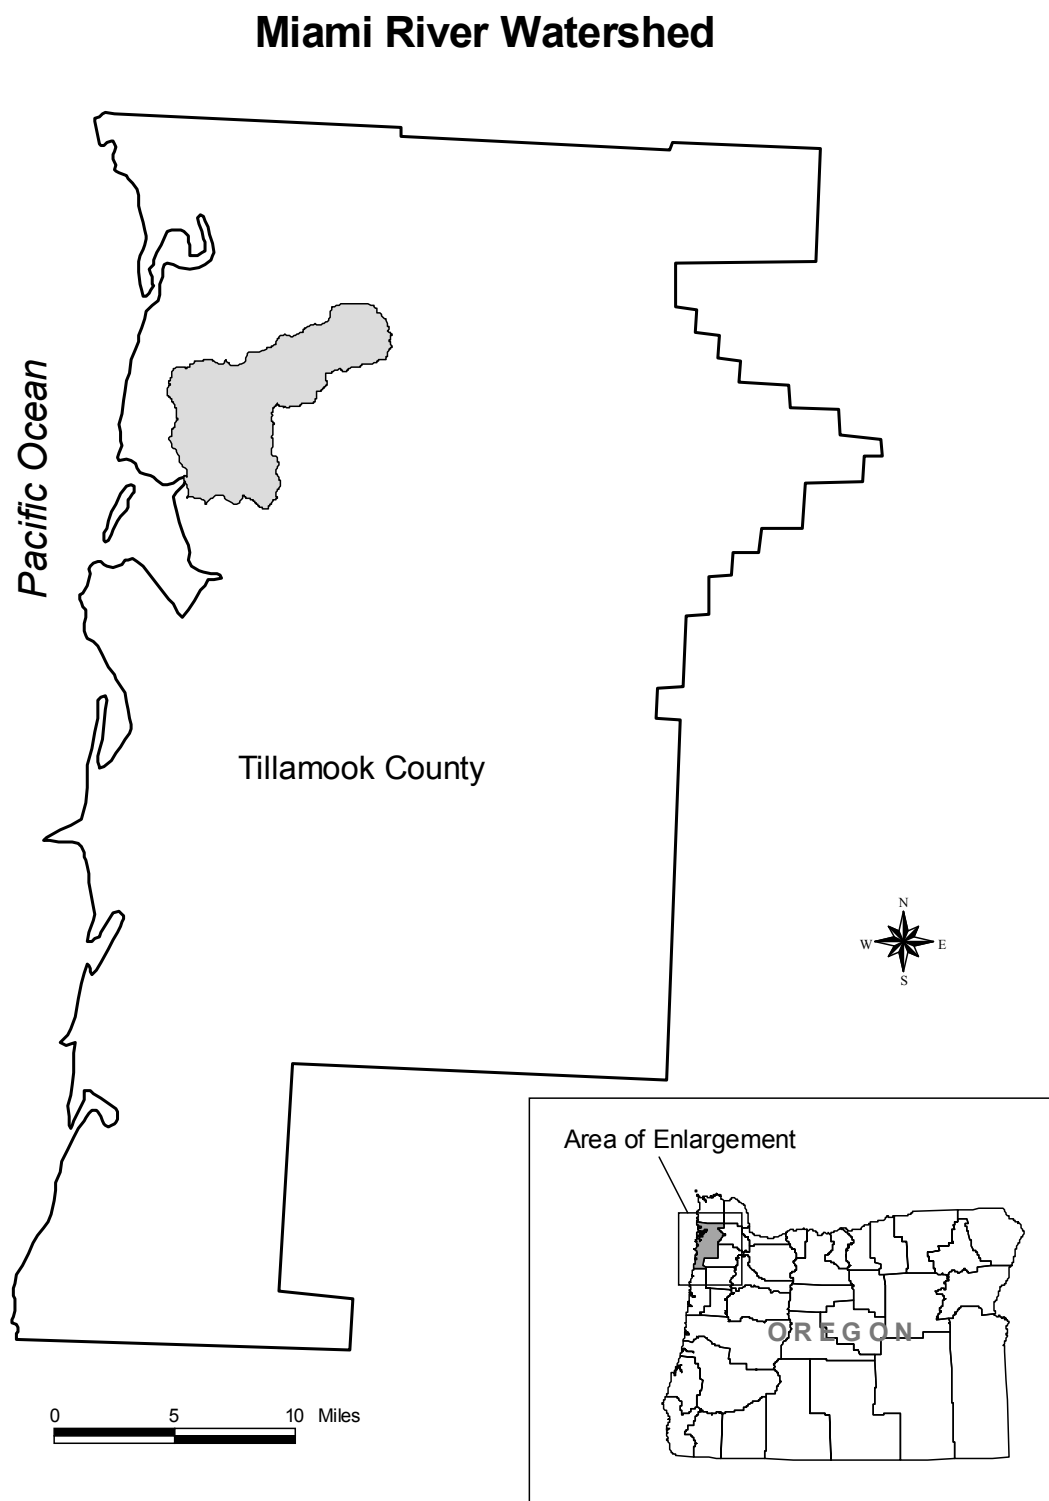 Miami River Watershed
Pacific Ocean
Tillamook County
N
W E
S
Area of Enlargement
OREGON
0 5 10 Miles